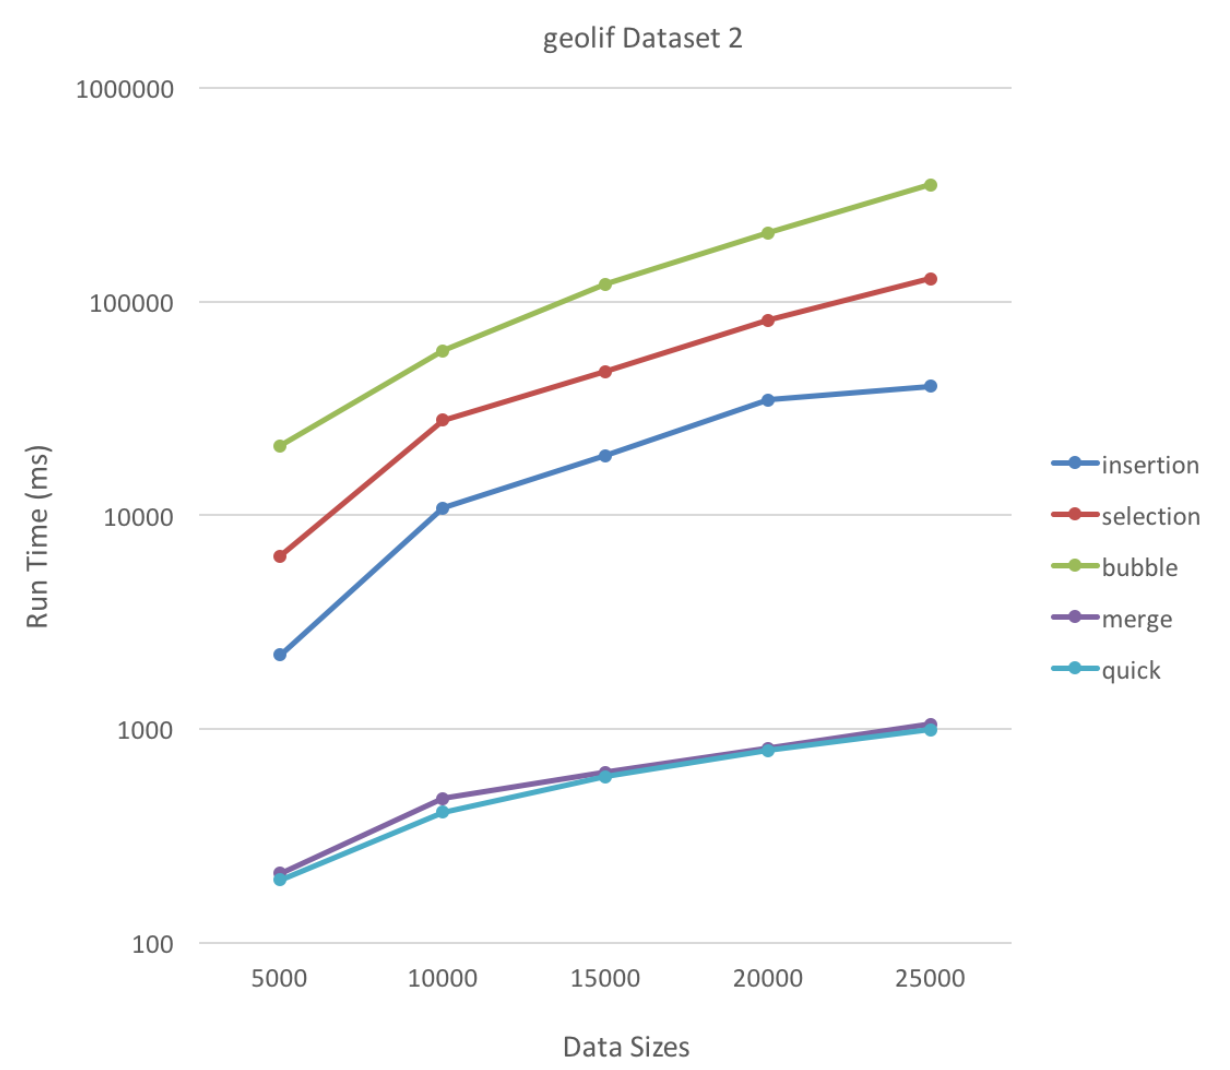 geolif Dataset 2
1000000
100000
10000
1000
100
Run Time (ms)
5000 10000 15000 20000 25000
Data Sizes
insertion
selection
bubble
merge
quick